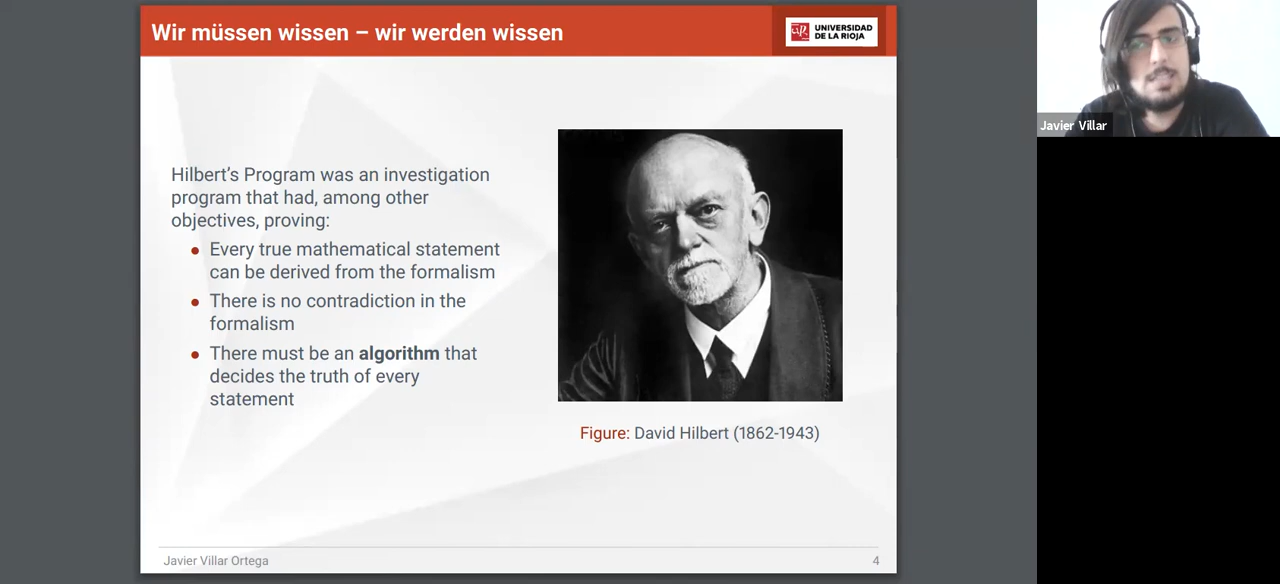 Wir müssen wissen – wir werden wissen
UNIVERSIDAD
DE LA RIOJA
Javier Villar
Hilbert's Program was an investigation
program that had, among other
objectives, proving:
● Every true mathematical statement
can be derived from the formalism
● There is no contradiction in the
formalism
● There must be an algorithm that
decides the truth of every
statement
Figure: David Hilbert (1862-1943)
Javier Villar Ortega
4